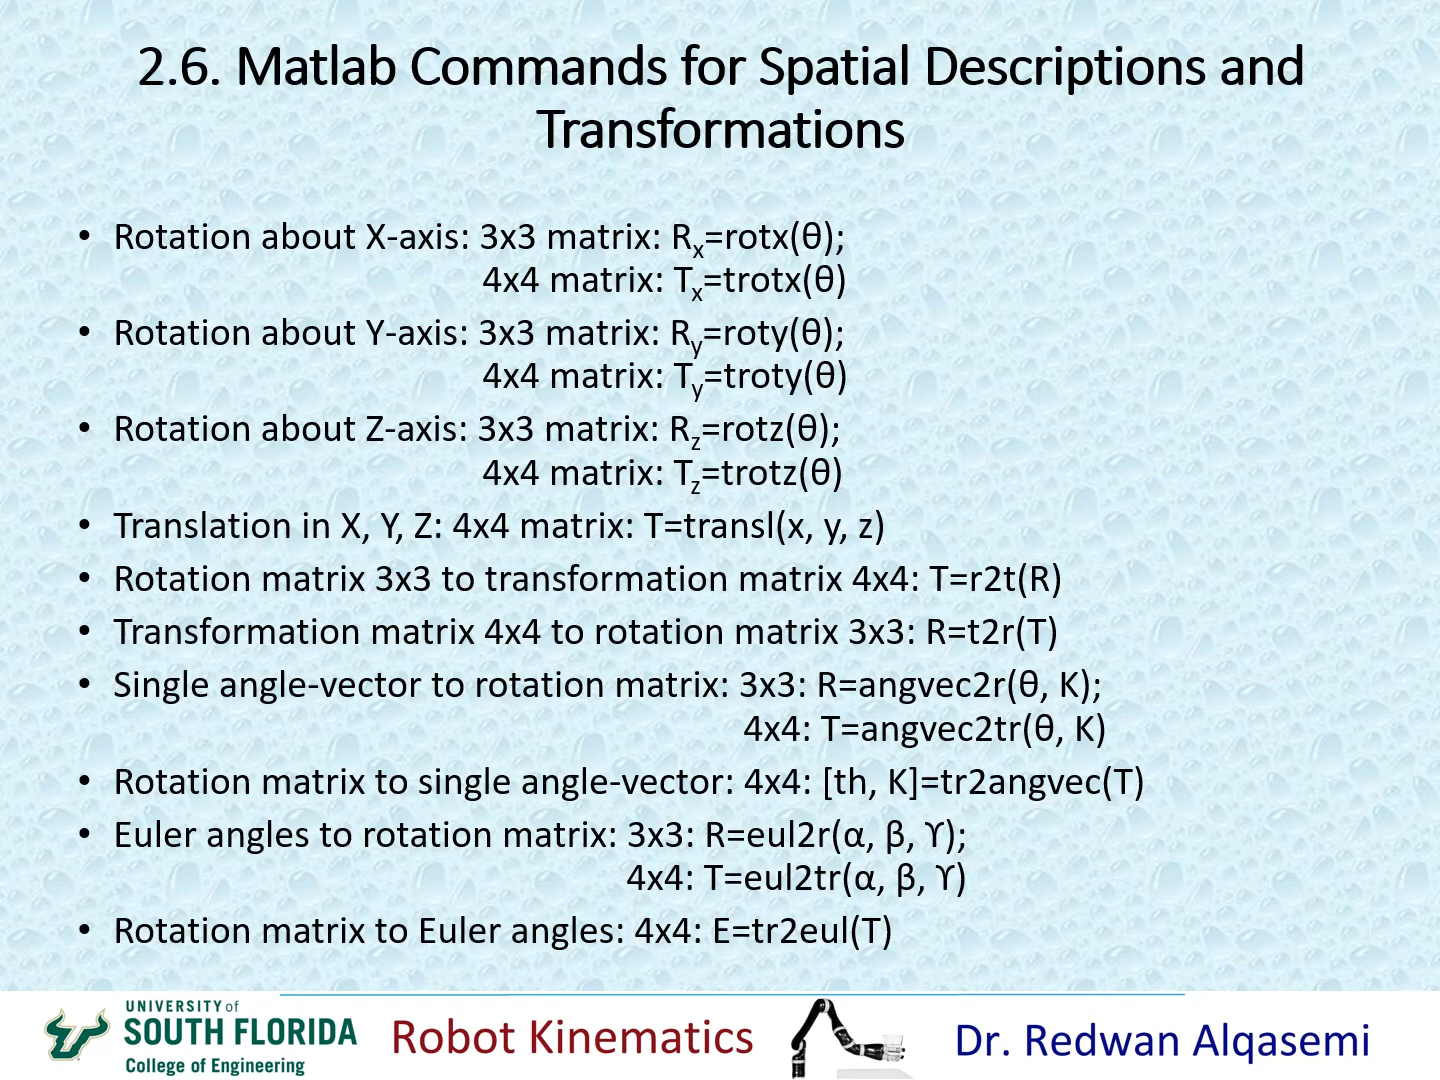 2.6. Matlab Commands for Spatial Descriptions and
Transformations
• Rotation about X-axis: 3x3 matrix: Rx=rotx(θ);
4x4 matrix: Tx=trotx(θ)
• Rotation about Y-axis: 3x3 matrix: Ry=roty(θ);
4x4 matrix: Ty=troty(θ)
• Rotation about Z-axis: 3x3 matrix: Rz=rotz(θ);
4x4 matrix: Tz=trotz(θ)
• Translation in X, Y, Z: 4x4 matrix: T=transl(x, y, z)
• Rotation matrix 3x3 to transformation matrix 4x4: T=r2t(R)
• Transformation matrix 4x4 to rotation matrix 3x3: R=t2r(T)
• Single angle-vector to rotation matrix: 3x3: R=angvec2r(θ, K);
4x4: T=angvec2tr(θ, K)
• Rotation matrix to single angle-vector: 4x4: [th, K]=tr2angvec(T)
• Euler angles to rotation matrix: 3x3: R=eul2r(α, β, ϒ);
4x4: T=eul2tr(α, β, ϒ)
• Rotation matrix to Euler angles: 4x4: E=tr2eul(T)
UNIVERSITY of
SOUTH FLORIDA
College of Engineering
Robot Kinematics
Dr. Redwan Alqasemi